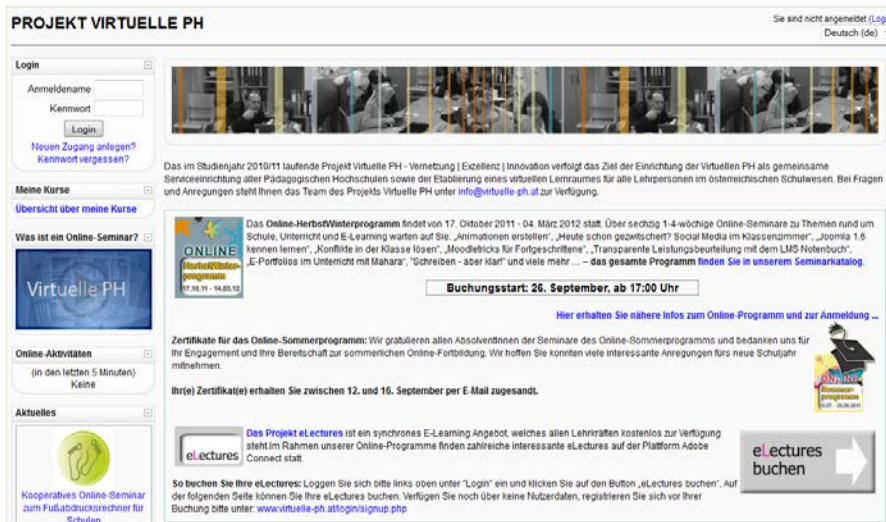 PROJEKT VIRTUELLE PH
Sie sind nicht angemeldet (Log
Deutsch (de)
Login
Anmeldename
Kennwort
Login
Neuen Zugang anlegen?
Kennwort vergessen?
Meine Kurse
Übersicht über meine Kurse
Was ist ein Online-Seminar?
Virtuelle PH
Online-Aktivitäten
(in den letzten 5 Minuten)
Keine
Aktuelles
Kooperatives Online-Seminar
zum Fußabdrucksrechner für
Schulen
Das im Studienjahr 2010/11 laufende Projekt Virtuelle PH - Vernetzung | Exzellenz | Innovation verfolgt das Ziel der Einrichtung der Virtuellen PH als gemeinsame
Serviceeinrichtung aller Pädagogischen Hochschulen sowie der Etablierung eines virtuellen Lernraumes für alle Lehrpersonen im österreichischen Schulwesen. Bei Fragen
und Anregungen steht Ihnen das Team des Projekts Virtuelle PH unter info@virtuelle-ph.at zur Verfügung.
ONLINE
HerbstWinter-
programm
17.10.11 - 14.03.12
Das Online-HerbstWinterprogramm findet von 17. Oktober 2011 - 04. März 2012 statt. Über sechzig 1-4-wöchige Online-Seminare zu Themen rund um
Schule, Unterricht und E-Learning warten auf Sie: „Animationen erstellen", „Heute schon gezwitschert? Social Media im Klassenzimmer", „Joomla 1.6
kennen lernen", „Konflikte in der Klasse lösen", „Moodletricks für Fortgeschrittene", „Transparente Leistungsbeurteilung mit dem LMS Notenbuch",
„E-Portfolios im Unterricht mit Mahara", "Schreiben - aber klar!" und viele mehr ... – das gesamte Programm finden Sie in unserem Seminarkatalog.
Buchungsstart: 26. September, ab 17:00 Uhr
Hier erhalten Sie nähere Infos zum Online-Programm und zur Anmeldung ...
Zertifikate für das Online-Sommerprogramm: Wir gratulieren allen AbsolventInnen der Seminare des Online-Sommerprogramms und bedanken uns für
Ihr Engagement und Ihre Bereitschaft zur sommerlichen Online-Fortbildung. Wir hoffen Sie konnten viele interessante Anregungen fürs neue Schuljahr
mitnehmen.
Ihr(e) Zertifikat(e) erhalten Sie zwischen 12. und 16. September per E-Mail zugesandt.
ONLINE
Sommer-
programm
eLectures
Das Projekt eLectures ist ein synchrones E-Learning Angebot, welches allen Lehrkräften kostenlos zur Verfügung
steht.Im Rahmen unserer Online-Programme finden zahlreiche interessante eLectures auf der Plattform Adobe
Connect statt.
eLectures
buchen
So buchen Sie Ihre eLectures: Loggen Sie sich bitte links oben unter "Login" ein und klicken Sie auf den Button „eLectures buchen". Auf
der folgenden Seite können Sie Ihre eLectures buchen. Verfügen Sie noch über keine Nutzerdaten, registrieren Sie sich vor Ihrer
Buchung bitte unter: www.virtuelle-ph.at/login/signup.php